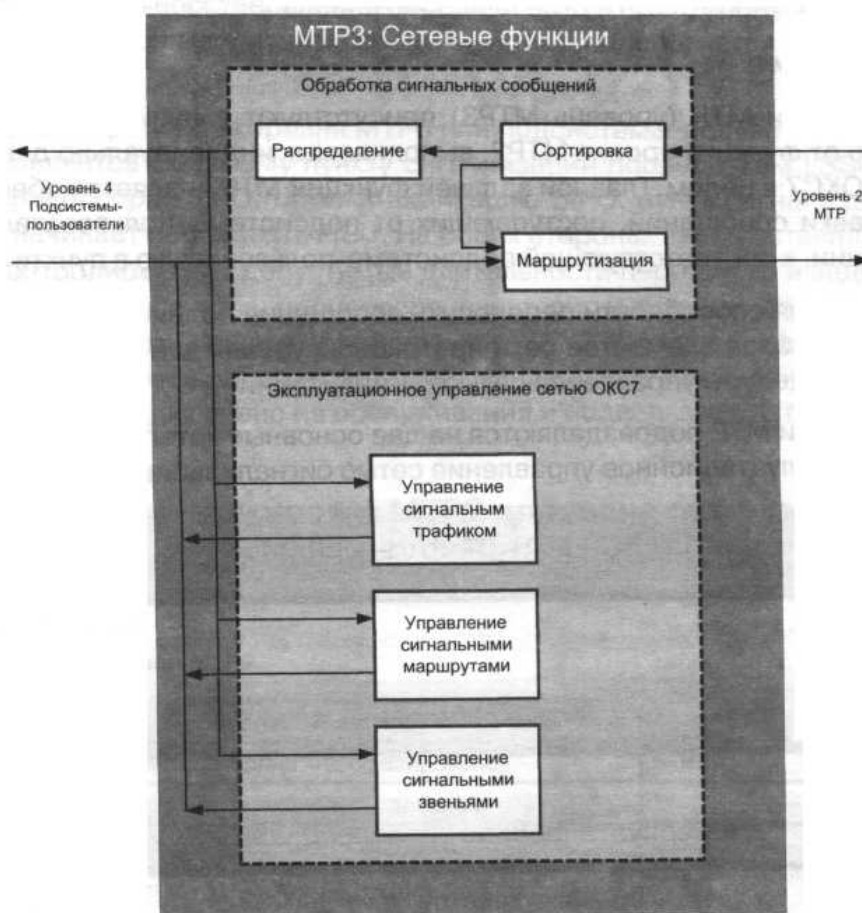 МТР3: Сетевые функции
Обработка сигнальных сообщений
Распределение
Сортировка
Уровень 4
Подсистемы-
пользователи
Уровень 2
МТР
Маршрутизация
Эксплуатационное управление сетью ОКС7
Управление
сигнальным
трафиком
Управление
сигнальными
маршрутами
Управление
сигнальными
звеньями